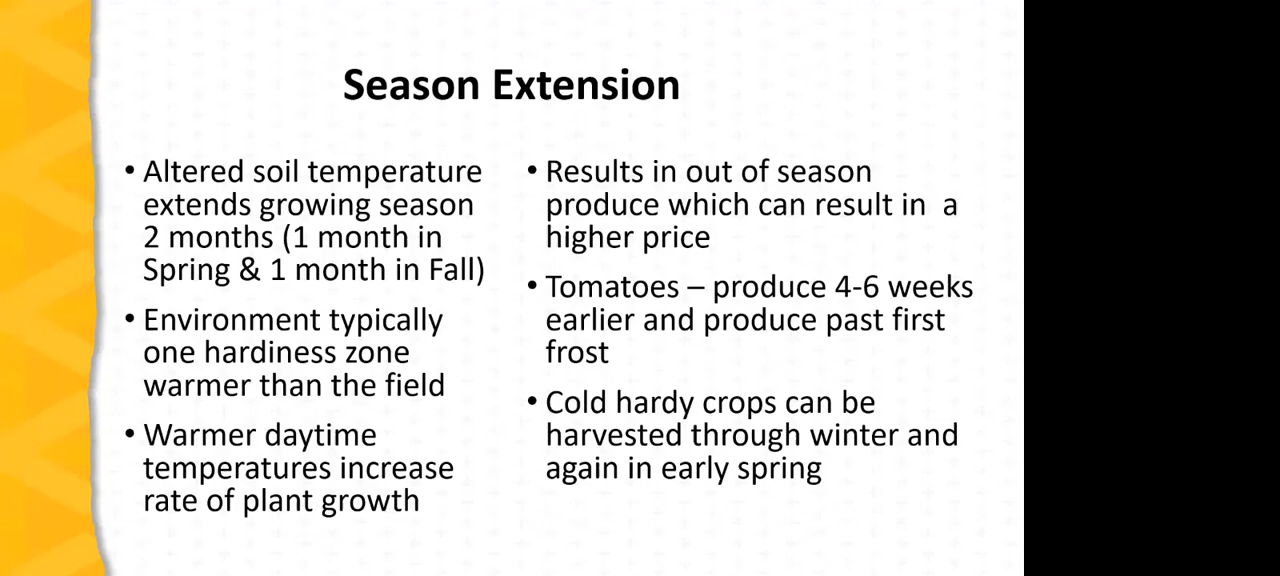 Season Extension
• Altered soil temperature
extends growing season
2 months (1 month in
Spring & 1 month in Fall)
• Environment typically
one hardiness zone
warmer than the field
• Warmer daytime
temperatures increase
rate of plant growth
• Results in out of season
produce which can result in  a
higher price
• Tomatoes – produce 4-6 weeks
earlier and produce past first
frost
• Cold hardy crops can be
harvested through winter and
again in early spring